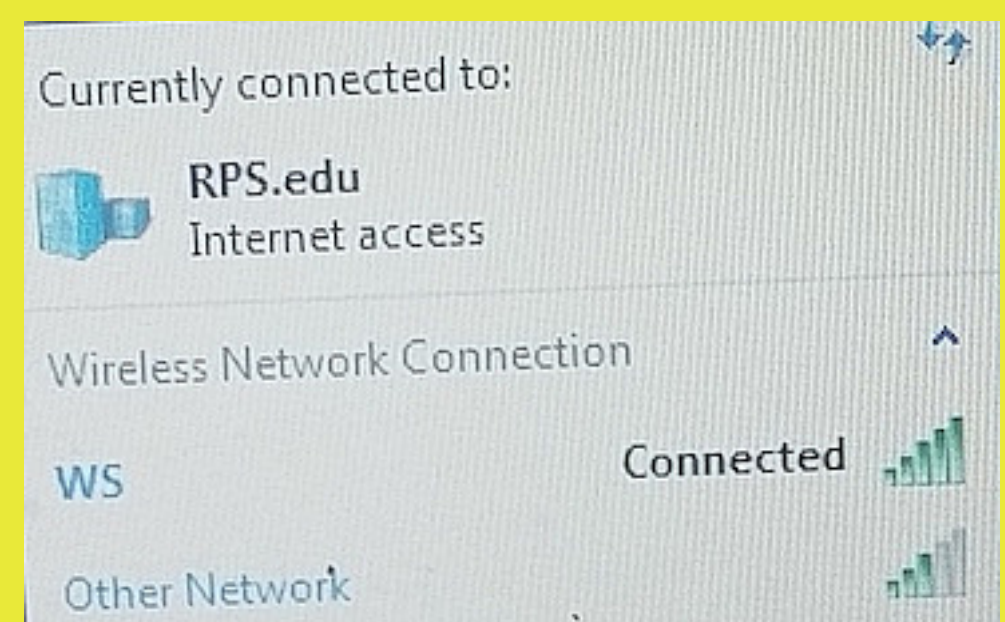 Currently connected to:
RPS.edu
Internet access
Wireless Network Connection
WS Connected
Other Network